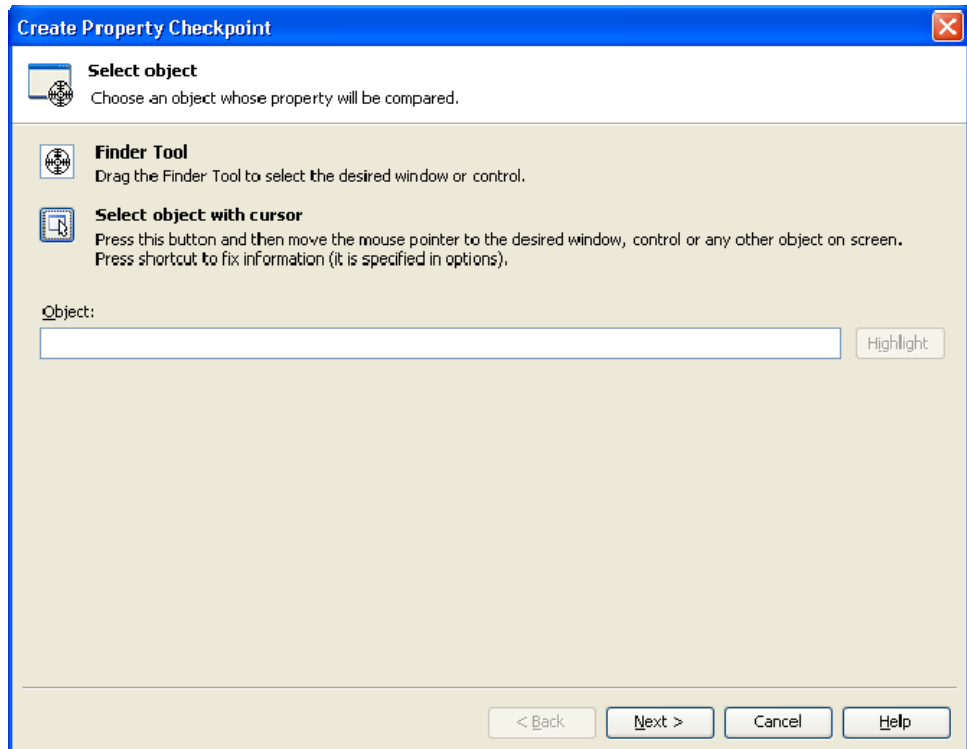 Create Property Checkpoint
Select object
Choose an object whose property will be compared.
Finder Tool
Drag the Finder Tool to select the desired window or control.
Select object with cursor
Press this button and then move the mouse pointer to the desired window, control or any other object on screen.
Press shortcut to fix information (it is specified in options).
Object:
Highlight
< Back
Next >
Cancel
Help